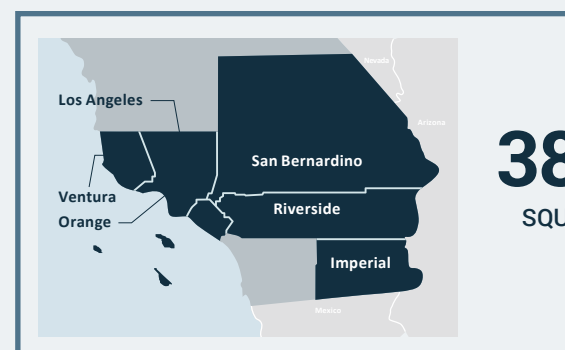 Nevada
Los Angeles
Arizona
San Bernardino
Ventura
Riverside
Orange
Imperial
Mexico
38
SQU